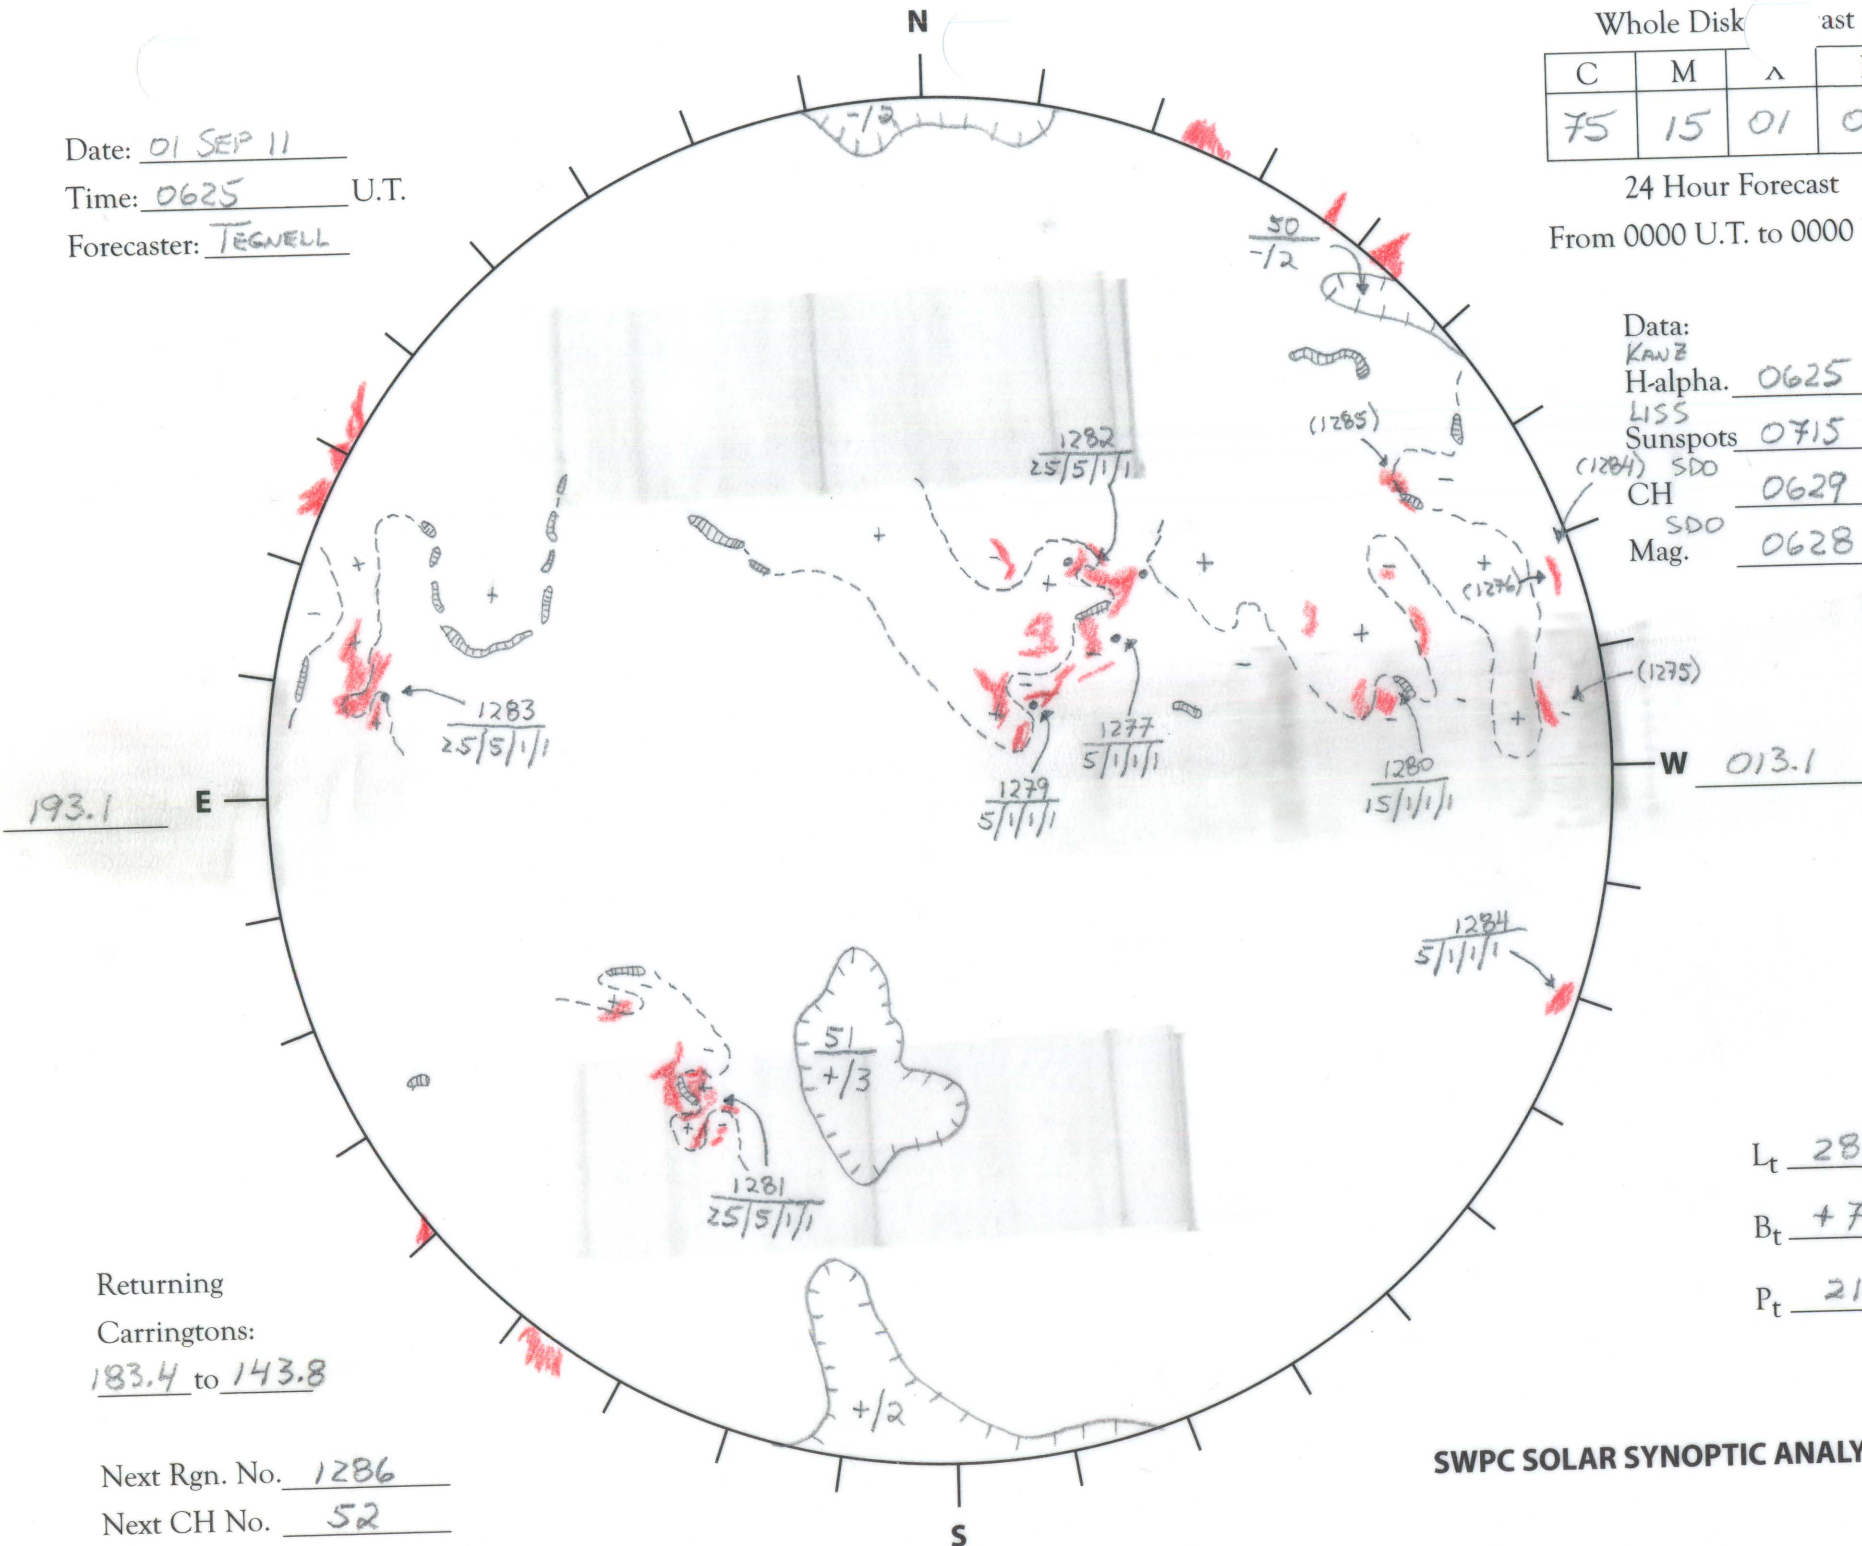 N
Whole Disk ast
C M X
75 15 01 0
24 Hour Forecast
From 0000 U.T. to 0000
Date: 01 SEP 11
Time: 0625 U.T.
Forecaster: TEGNELL
-/2
50
-/2
Data:
KANZ
H-alpha. 0625
LISS
Sunspots 0715
SDO
CH 0629
SDO
Mag. 0628
(1285)
(1284)
1282
25/5/1/1
(1276)
(1275)
1283
25/5/1/1
1277
5/1/1/1
1279
5/1/1/1
1280
15/1/1/1
193.1 E
W 013.1
1284
5/1/1/1
51
+/3
1281
25/5/1/1
Lt 28
Bt +7
Pt 21
Returning
Carringtons:
183.4 to 143.8
+/2
Next Rgn. No. 1286
Next CH No. 52
SWPC SOLAR SYNOPTIC ANALY
S